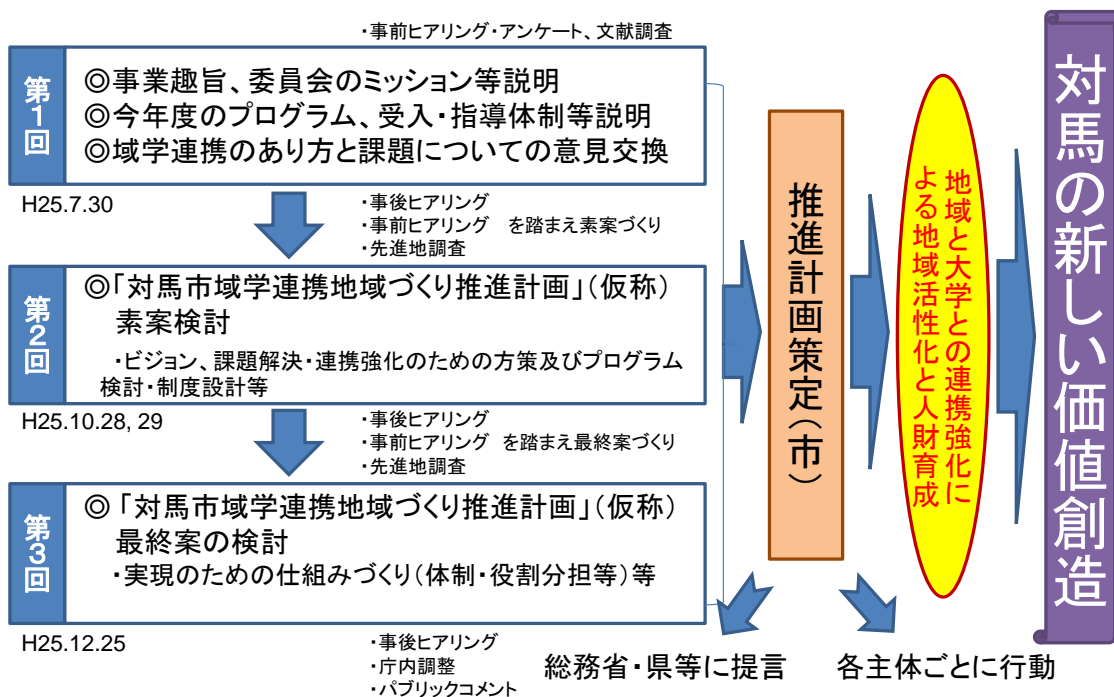 ・事前ヒアリング・アンケート、文献調査
第1回
◎事業趣旨、委員会のミッション等説明
◎今年度のプログラム、受入・指導体制等説明
◎域学連携のあり方と課題についての意見交換
H25.7.30
・事後ヒアリング
・事前ヒアリング　を踏まえ素案づくり
・先進地調査
第2回
◎「対馬市域学連携地域づくり推進計画」（仮称）
素案検討
・ビジョン、課題解決・連携強化のための方策及びプログラム
検討・制度設計等
H25.10.28, 29
・事後ヒアリング
・事前ヒアリング　を踏まえ最終案づくり
・先進地調査
第3回
◎「対馬市域学連携地域づくり推進計画」（仮称）
最終案の検討
・実現のための仕組みづくり（体制・役割分担等）等
H25.12.25
・事後ヒアリング
・庁内調整
・パブリックコメント
推進計画策定（市）
総務省・県等に提言
各主体ごとに行動
地域と大学との連携強化に
よる地域活性化と人財育成
対馬の新しい価値創造